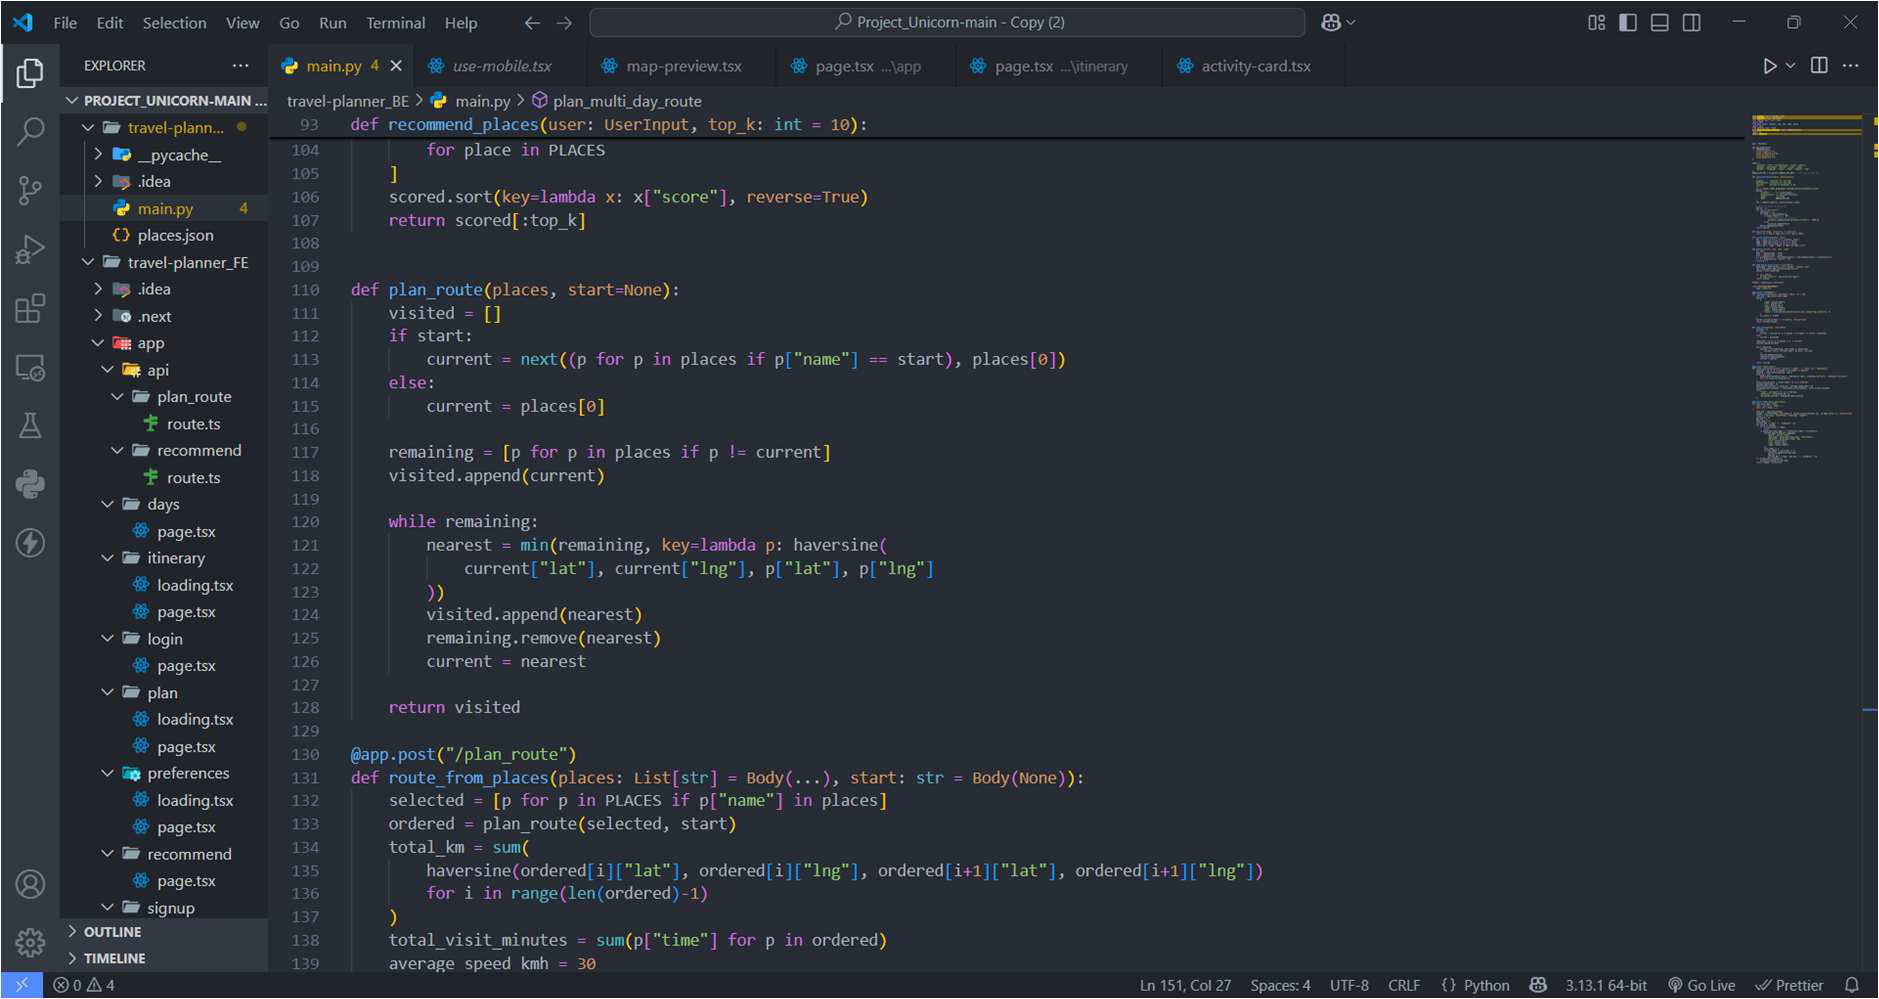 File Edit Selection View Go Run Terminal Help
Project_Unicorn-main - Copy (2)
EXPLORER
main.py 4
use-mobile.tsx
map-preview.tsx
page.tsx ...\app
page.tsx ...\itinerary
activity-card.tsx
PROJECT_UNICORN-MAIN ...
travel-plann...
__pycache__
.idea
main.py 4
places.json
travel-planner_FE
.idea
.next
app
api
plan_route
route.ts
recommend
route.ts
days
page.tsx
itinerary
loading.tsx
page.tsx
login
page.tsx
plan
loading.tsx
page.tsx
preferences
loading.tsx
page.tsx
recommend
page.tsx
signup
OUTLINE
TIMELINE
travel-planner_BE > main.py > plan_multi_day_route
93 def recommend_places(user: UserInput, top_k: int = 10):
104 for place in PLACES
105 ]
106 scored.sort(key=lambda x: x["score"], reverse=True)
107 return scored[:top_k]
108
109
110 def plan_route(places, start=None):
111 visited = []
112 if start:
113 current = next((p for p in places if p["name"] == start), places[0])
114 else:
115 current = places[0]
116
117 remaining = [p for p in places if p != current]
118 visited.append(current)
119
120 while remaining:
121 nearest = min(remaining, key=lambda p: haversine(
122 current["lat"], current["lng"], p["lat"], p["lng"]
123 ))
124 visited.append(nearest)
125 remaining.remove(nearest)
126 current = nearest
127
128 return visited
129
130 @app.post("/plan_route")
131 def route_from_places(places: List[str] = Body(...), start: str = Body(None)):
132 selected = [p for p in PLACES if p["name"] in places]
133 ordered = plan_route(selected, start)
134 total_km = sum(
135 haversine(ordered[i]["lat"], ordered[i]["lng"], ordered[i+1]["lat"], ordered[i+1]["lng"])
136 for i in range(len(ordered)-1)
137 )
138 total_visit_minutes = sum(p["time"] for p in ordered)
139 average_speed_kmh = 30
0 4
Ln 151, Col 27 Spaces: 4 UTF-8 CRLF {} Python 3.13.1 64-bit Go Live Prettier